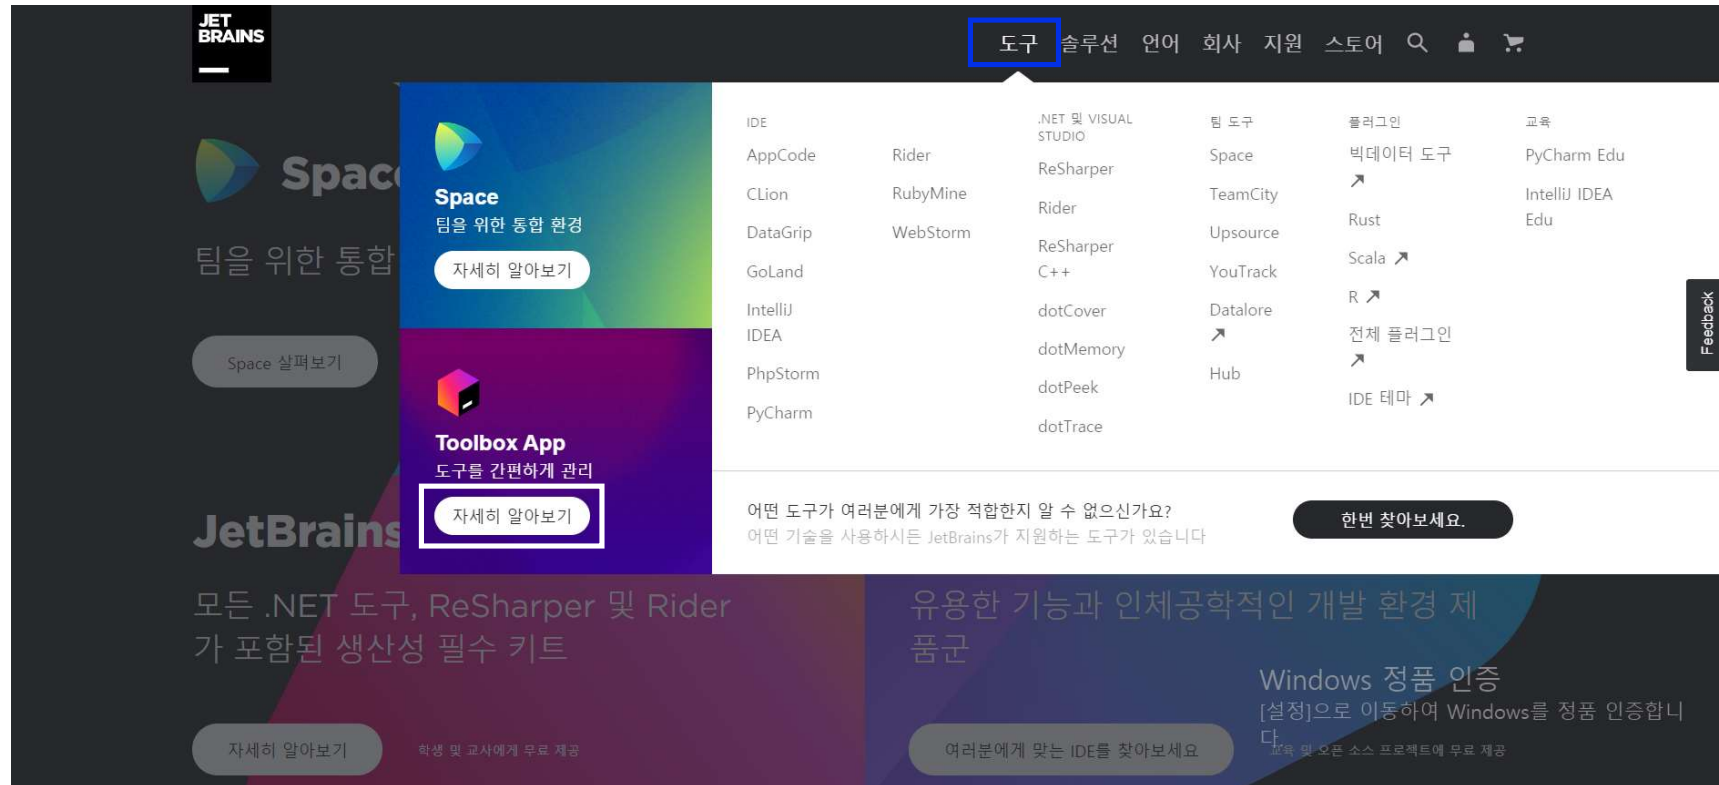 JET
BRAINS
도구 솔루션 언어 회사 지원 스토어
Space
팀을 위한 통합
Space 살펴보기
Space
팀을 위한 통합 환경
자세히 알아보기
Toolbox App
도구를 간편하게 관리
자세히 알아보기
IDE
AppCode
CLion
DataGrip
GoLand
IntelliJ
IDEA
PhpStorm
PyCharm
Rider
RubyMine
WebStorm
.NET 및 VISUAL
STUDIO
ReSharper
Rider
ReSharper
C++
dotCover
dotMemory
dotPeek
dotTrace
팀 도구
Space
TeamCity
Upsource
YouTrack
Datalore
Hub
플러그인
빅데이터 도구
Rust
Scala
R
전체 플러그인
IDE 테마
교육
PyCharm Edu
IntelliJ IDEA
Edu
어떤 도구가 여러분에게 가장 적합한지 알 수 없으신가요?
어떤 기술을 사용하시든 JetBrains가 지원하는 도구가 있습니다
한번 찾아보세요.
Feedback
JetBrains
모든 .NET 도구, ReSharper 및 Rider
가 포함된 생산성 필수 키트
자세히 알아보기
학생 및 교사에게 무료 제공
유용한 기능과 인체공학적인 개발 환경 제
품군
여러분에게 맞는 IDE를 찾아보세요
교육 및 오픈 소스 프로젝트에 무료 제공
Windows 정품 인증
[설정]으로 이동하여 Windows를 정품 인증합니
다.